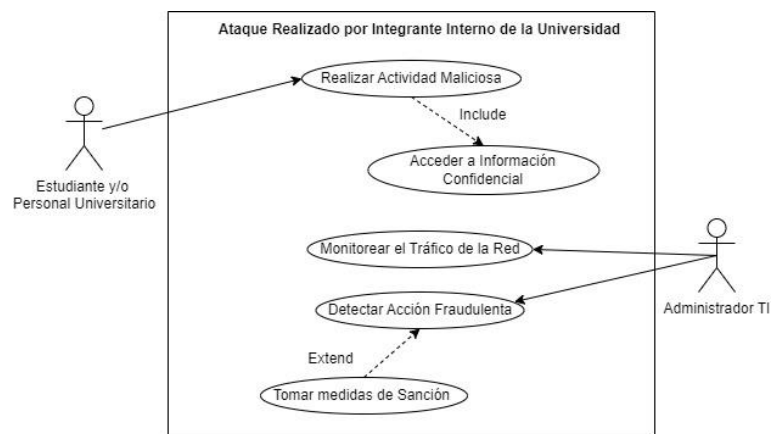 Ataque Realizado por Integrante Interno de la Universidad
Realizar Actividad Maliciosa
Include
Acceder a Información
Confidencial
Estudiante y/o
Personal Universitario
Monitorear el Tráfico de la Red
Detectar Acción Fraudulenta
Administrador TI
Extend
Tomar medidas de Sanción